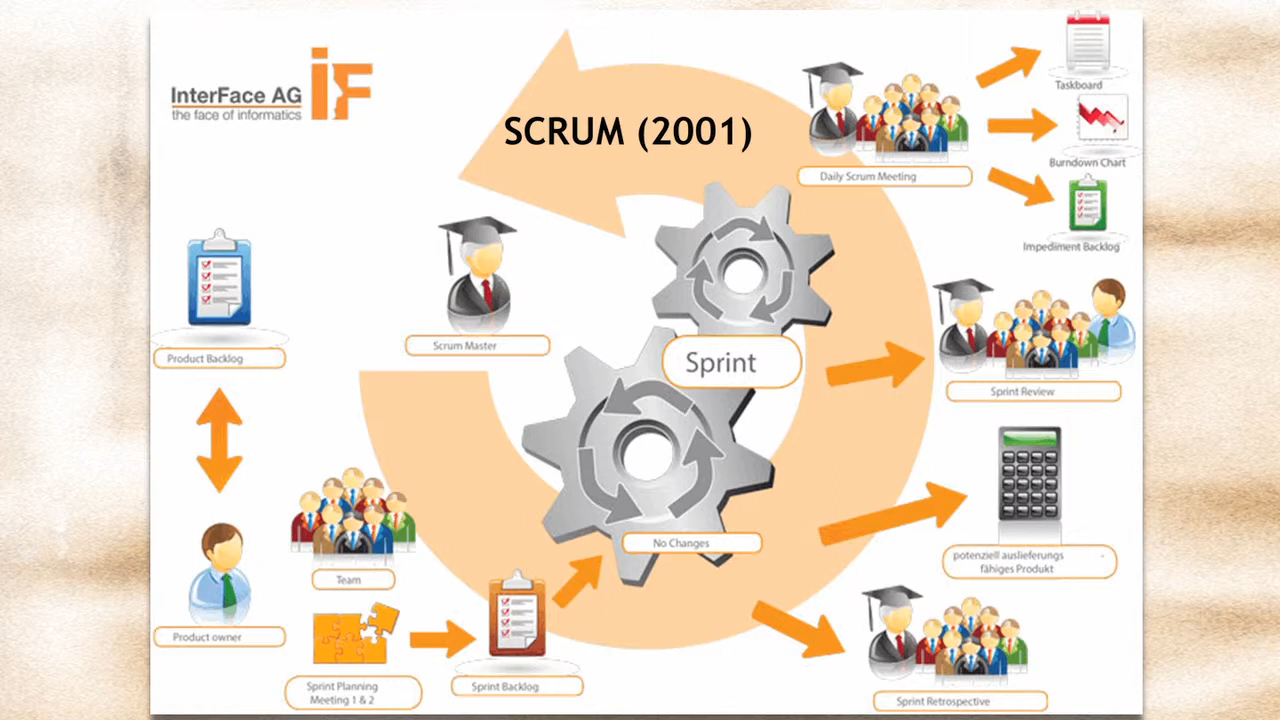 InterFace AG
the face of informatics
iF
SCRUM (2001)
Daily Scrum Meeting
Taskboard
Burndown Chart
Impediment Backlog
Product Backlog
Scrum Master
Sprint
Sprint Review
No Changes
potenziell auslieferungs -
fähiges Produkt
Team
Product owner
Sprint Planning
Meeting 1 & 2
Sprint Backlog
Sprint Retrospective